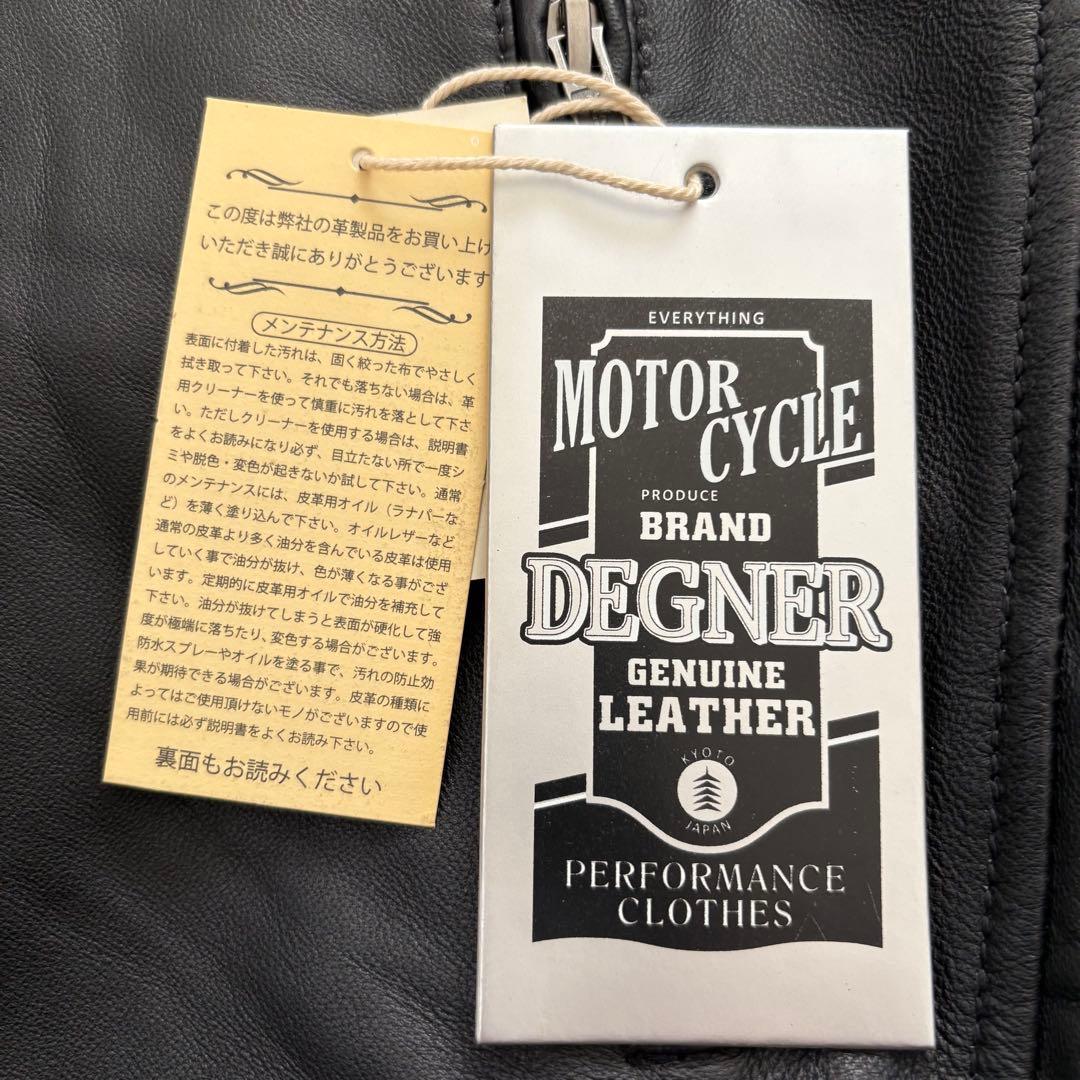 この度は弊社の革製品をお買い上げ
いただき誠にありがとうございます
メンテナンス方法
表面に付着した汚れは、固く絞った布でやさしく
拭き取って下さい。それでも落ちない場合は、革
用クリーナーを使って慎重に汚れを落として下さ
い。ただしクリーナーを使用する場合は、説明書
をよくお読みになり必ず、目立たない所で一度シ
ミや脱色・変色が起きないか試して下さい。通常
のメンテナンスには、皮革用オイル（ラナパーな
ど）を薄く塗り込んで下さい。オイルレザーなど
通常の皮革より多く油分を含んでいる皮革は使用
していく事で油分が抜け、色が薄くなる事がござ
います。定期的に皮革用オイルで油分を補充して
下さい。油分が抜けてしまうと表面が硬化して強
度が極端に落ちたり、変色する場合がございます。
防水スプレーやオイルを塗る事で、汚れの防止効
果が期待できる場合がございます。皮革の種類に
よってはご使用頂けないモノがございますので使
用前には必ず説明書をよくお読み下さい。
裏面もお読みください
EVERYTHING
MOTOR
CYCLE
PRODUCE
BRAND
DEGNER
GENUINE
LEATHER
KYOTO
JAPAN
PERFORMANCE
CLOTHES